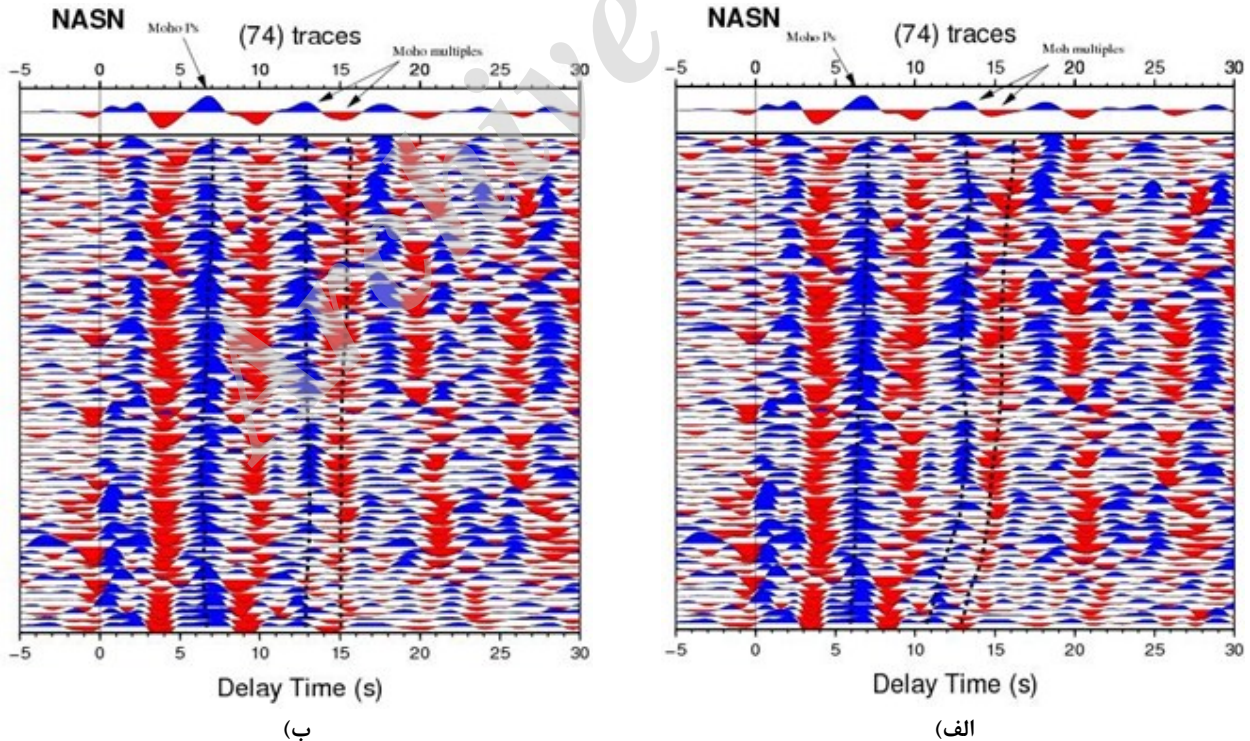 NASN
Moho Ps
(74) traces
Moho multiples
-5 0 5 10 15 20 25 30
-5 0 5 10 15 20 25 30
Delay Time (s)
ب)
NASN
Moho Ps
(74) traces
Moh multiples
-5 0 5 10 15 20 25 30
-5 0 5 10 15 20 25 30
Delay Time (s)
الف)
Archive